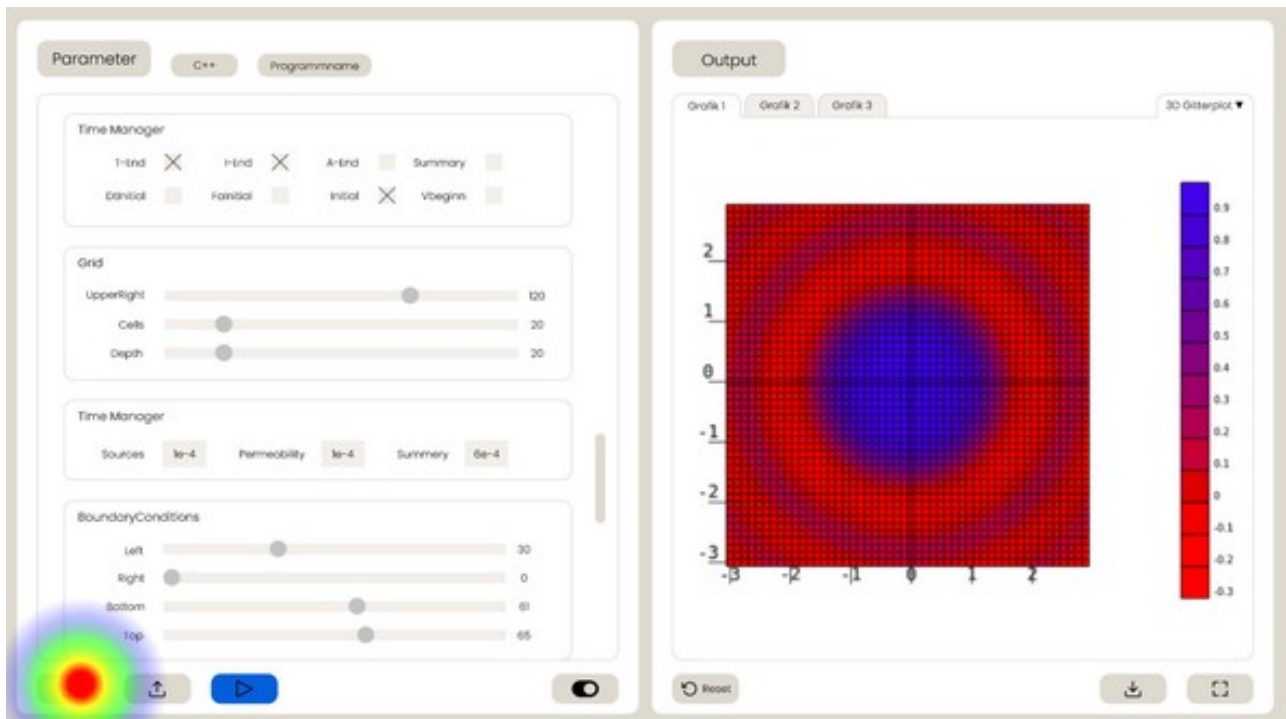 Parameter C++ Programmname
Time Manager
T-End I-End A-End Summary
Initial Vbeginn
Grid
UpperRight 120
Cells 20
Depth 20
Time Manager
Sources 1e-4 Permeability 1e-4 Summery 6e-4
BoundaryConditions
Left 30
Right 0
Bottom 61
Top 65
Output
Grafik 1 Grafik 2 Grafik 3 3D Gitterplot ▼
2
1
0
-1
-2
-3
-3 -2 -1 0 1 2
0.9
0.8
0.7
0.6
0.5
0.4
0.3
0.2
0.1
0
-0.1
-0.2
-0.3
Reset